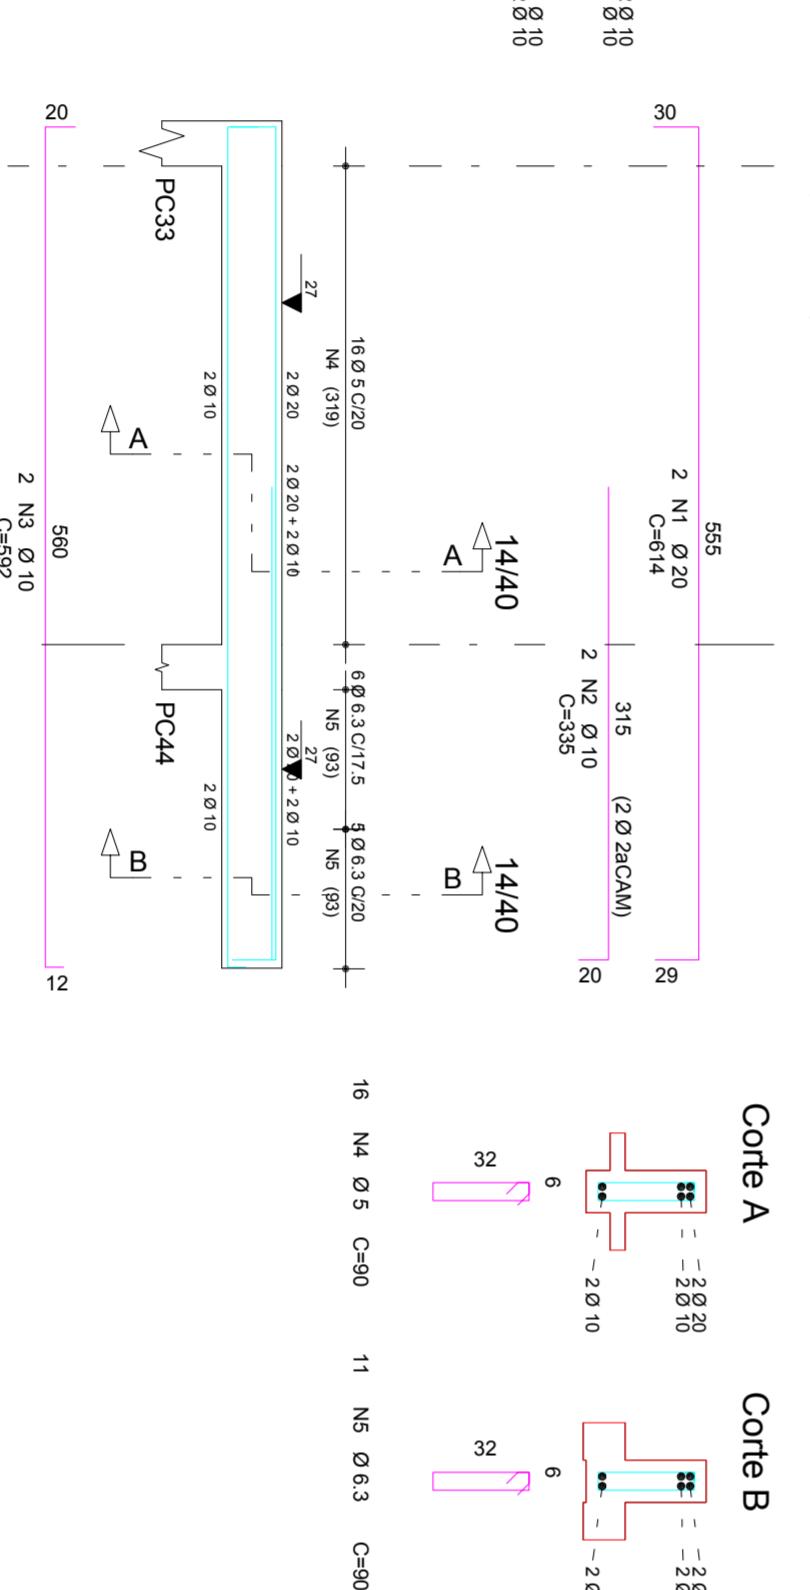 Ø 10
Ø 10
Ø 10
Ø 10
30
555
29
2 N1 Ø 20
C=614
315
(2 Ø 2aCAM)
20
2 N2 Ø 10
C=335
14/40
14/40
A
B
16 Ø 5 C/20
6 Ø 6.3 C/17.5
5 Ø 6.3 C/20
N4 (319)
N5 (93)
N5 (93)
27
27
2 Ø 20
2 Ø 20 + 2 Ø 10
+ 2 Ø 10
2 Ø 10
2 Ø 10
PC33
PC44
A
B
20
560
12
2 N3 Ø 10
C=592
Corte A
2 Ø 20
2 Ø 10
2 Ø 10
6
32
16 N4 Ø 5 C=90
Corte B
6
32
11 N5 Ø 6.3 C=90